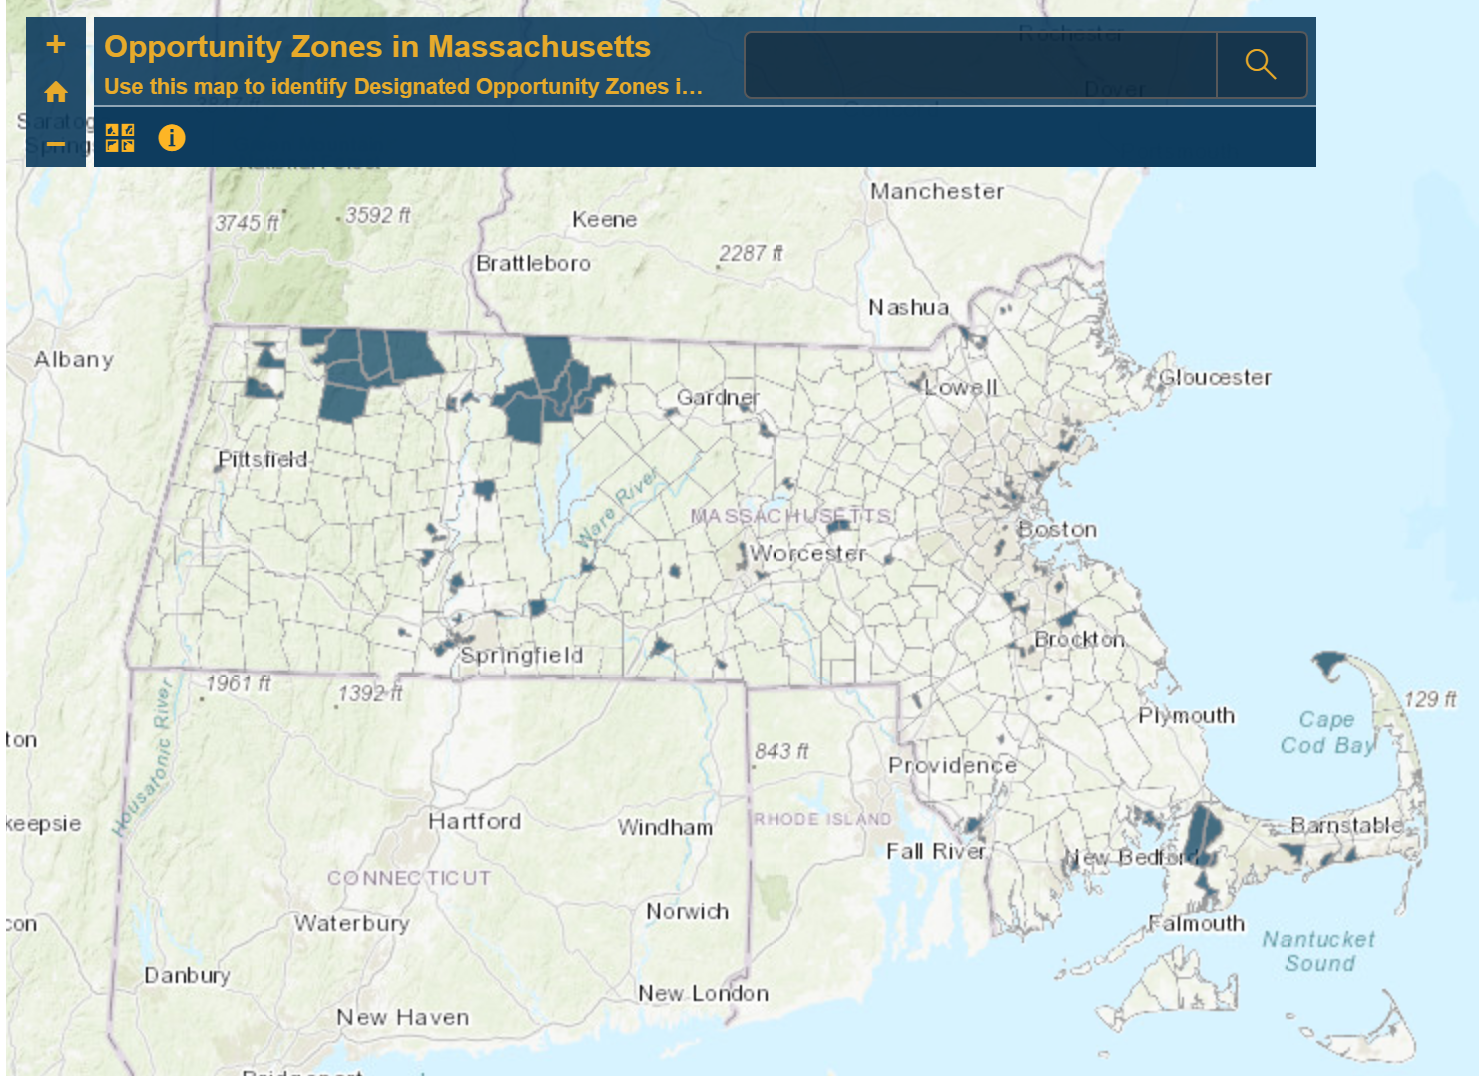 +
Opportunity Zones in Massachusetts
Rochester
Use this map to identify Designated Opportunity Zones i…
Dover
Saratog
Springs
−
i
Manchester
3745 ft
3592 ft
Keene
2287 ft
Brattleboro
Nashua
Albany
Gloucester
Lowell
Gardner
Pittsfield
Ware River
MASSACHUSETTS
Boston
Worcester
Brockton
Springfield
1961 ft
1392 ft
129 ft
Plymouth
Cape
Cod Bay
ton
Housatonic River
843 ft
Providence
keepsie
Hartford
Windham
RHODE ISLAND
Barnstable
Fall River
New Bedford
CONNECTICUT
Norwich
Waterbury
con
Falmouth
Nantucket
Sound
Danbury
New London
New Haven
Bridgeport